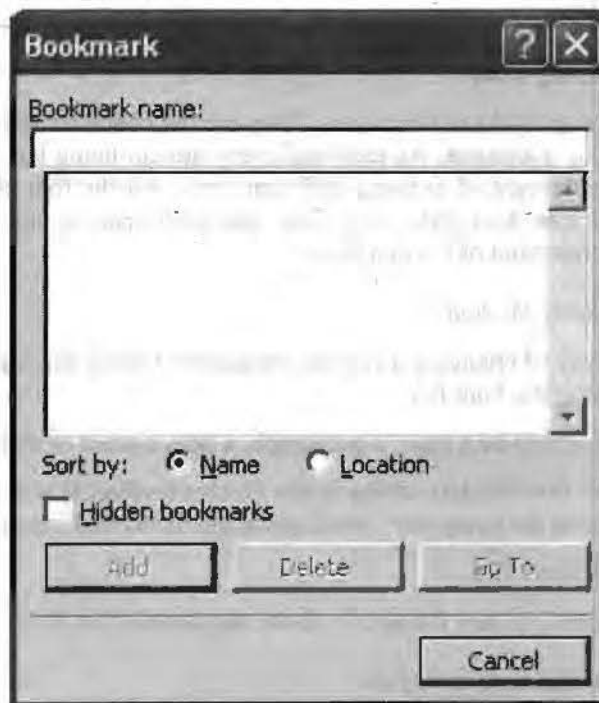 Bookmark
Bookmark name:
Sort by: Name Location
Hidden bookmarks
Add Delete Go To
Cancel